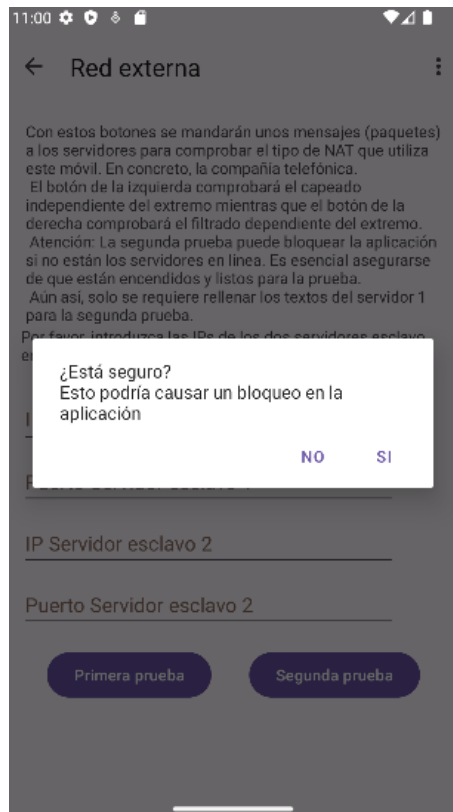 11:00
Red externa
Con estos botones se mandarán unos mensajes (paquetes)
a los servidores para comprobar el tipo de NAT que utiliza
este móvil. En concreto, la compañía telefónica.
El botón de la izquierda comprobará el capeado
independiente del extremo mientras que el botón de la
derecha comprobará el filtrado dependiente del extremo.
Atención: La segunda prueba puede bloquear la aplicación
si no están los servidores en línea. Es esencial asegurarse
de que están encendidos y listos para la prueba.
Aún así, solo se requiere rellenar los textos del servidor 1
para la segunda prueba.
Por favor, introduzca las IPs de los dos servidores esclavo
¿Está seguro?
Esto podría causar un bloqueo en la
aplicación
NO SI
IP Servidor esclavo 2
Puerto Servidor esclavo 2
Primera prueba Segunda prueba